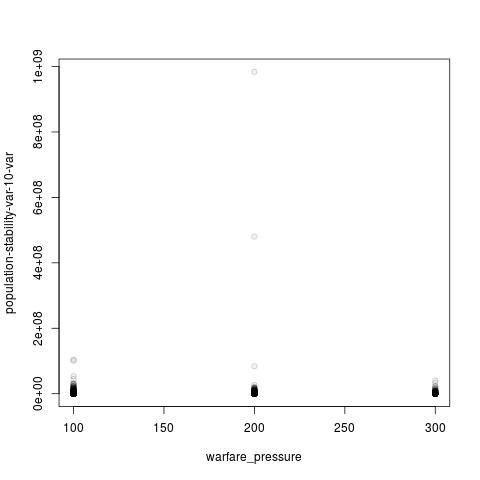 population-stability-var-10-var
1e+09
8e+08
6e+08
4e+08
2e+08
0e+00
100
150
200
250
300
warfare_pressure